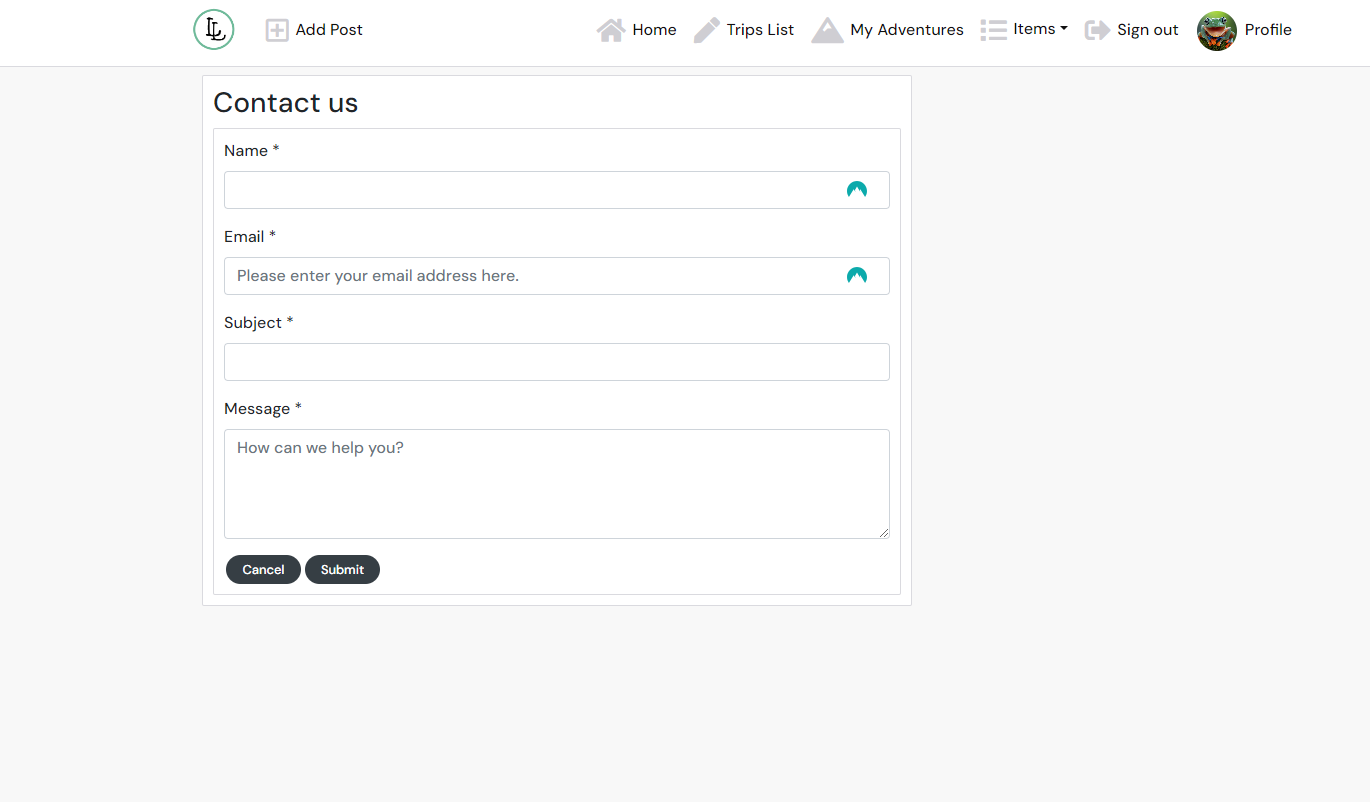 LL Add Post Home Trips List My Adventures Items Sign out Profile
Contact us
Name *
Email *
Please enter your email address here.
Subject *
Message *
How can we help you?
Cancel Submit